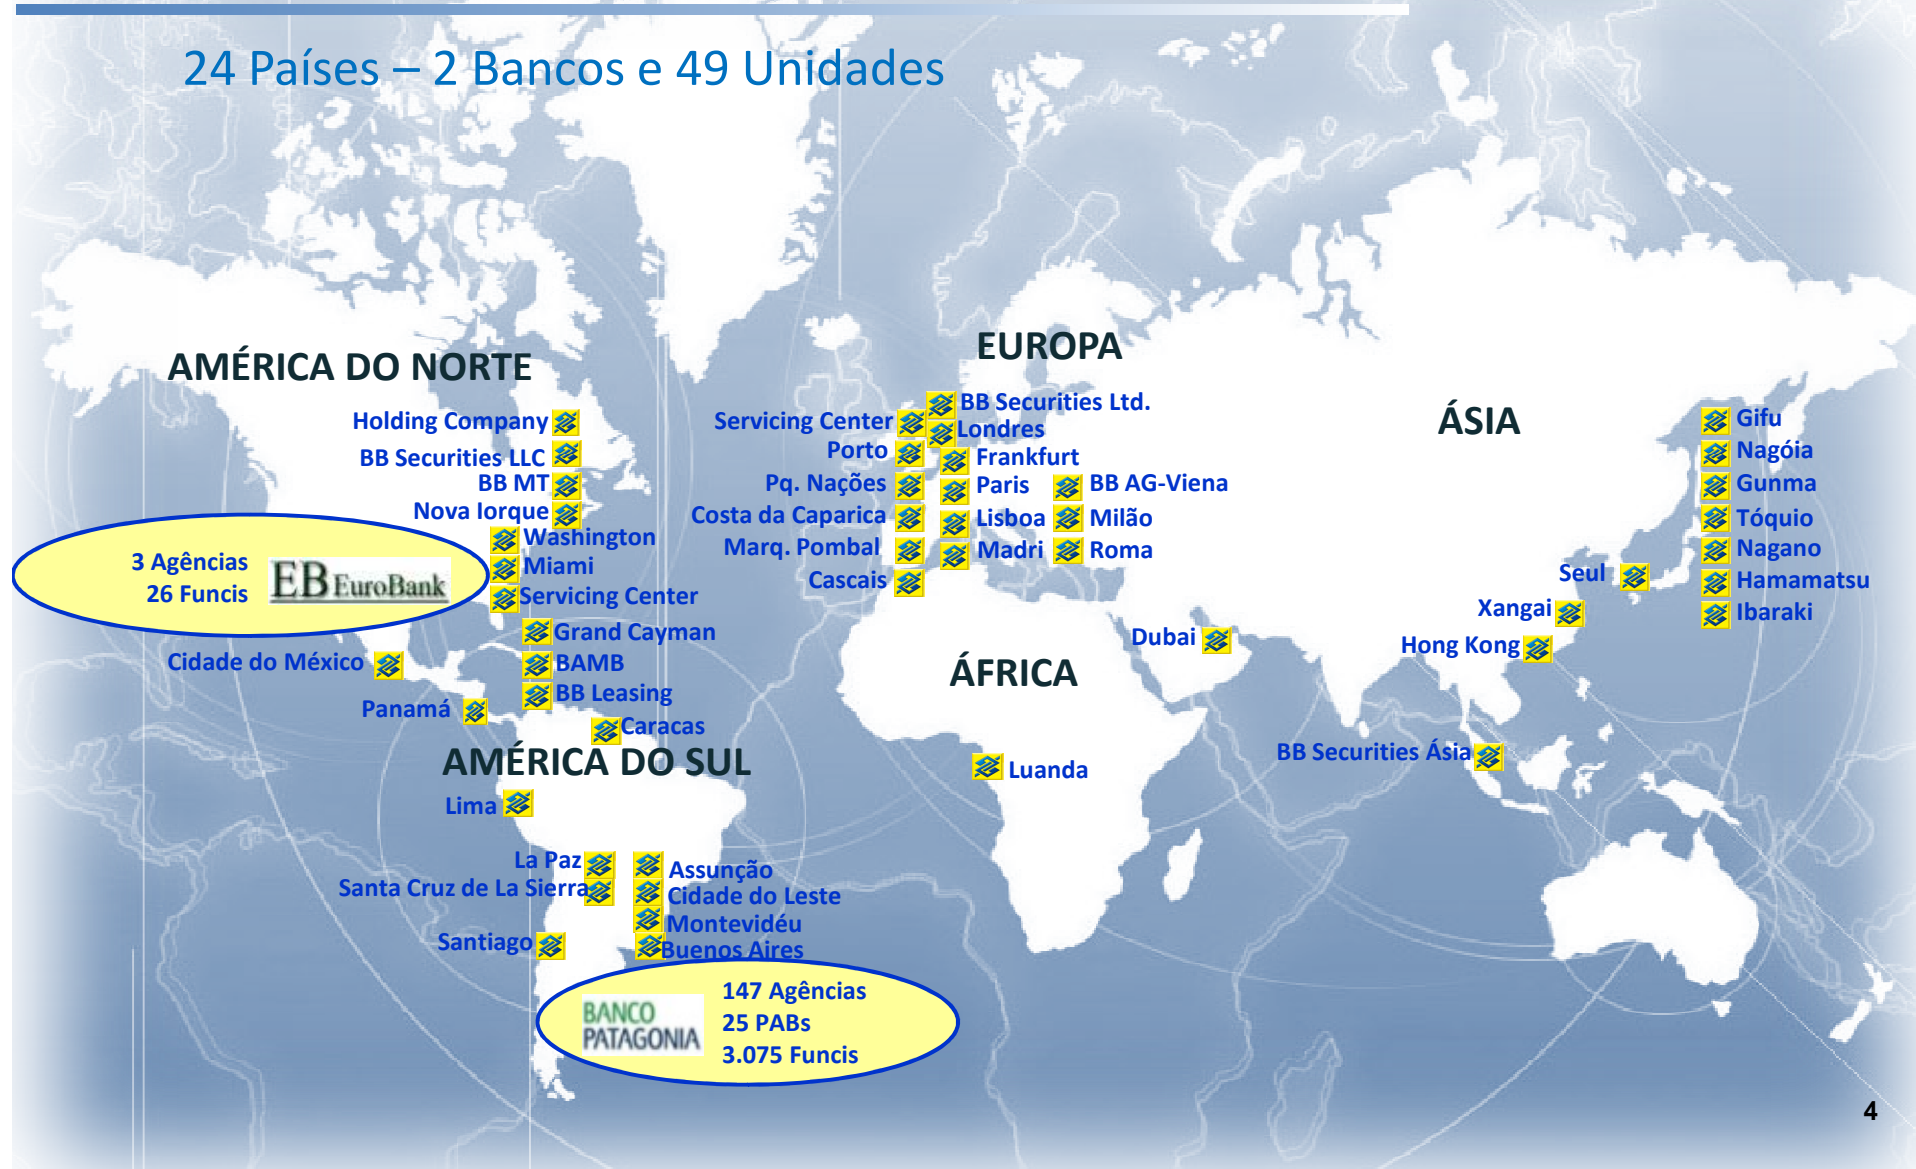 24 Países – 2 Bancos e 49 Unidades
AMÉRICA DO NORTE
Holding Company
BB Securities LLC
BB MT
Nova Iorque
Washington
Miami
Servicing Center
3 Agências
26 Funcis
EB EuroBank
Grand Cayman
BAMB
BB Leasing
Cidade do México
Panamá
Caracas
AMÉRICA DO SUL
Lima
La Paz
Santa Cruz de La Sierra
Santiago
Assunção
Cidade do Leste
Montevidéu
Buenos Aires
BANCO
PATAGONIA
147 Agências
25 PABs
3.075 Funcis
EUROPA
BB Securities Ltd.
Servicing Center
Londres
Porto
Frankfurt
Pq. Nações
Paris
BB AG-Viena
Costa da Caparica
Lisboa
Milão
Marq. Pombal
Madri
Roma
Cascais
ÁFRICA
Luanda
Dubai
ÁSIA
Gifu
Nagóia
Gunma
Tóquio
Nagano
Hamamatsu
Ibaraki
Seul
Xangai
Hong Kong
BB Securities Ásia
4